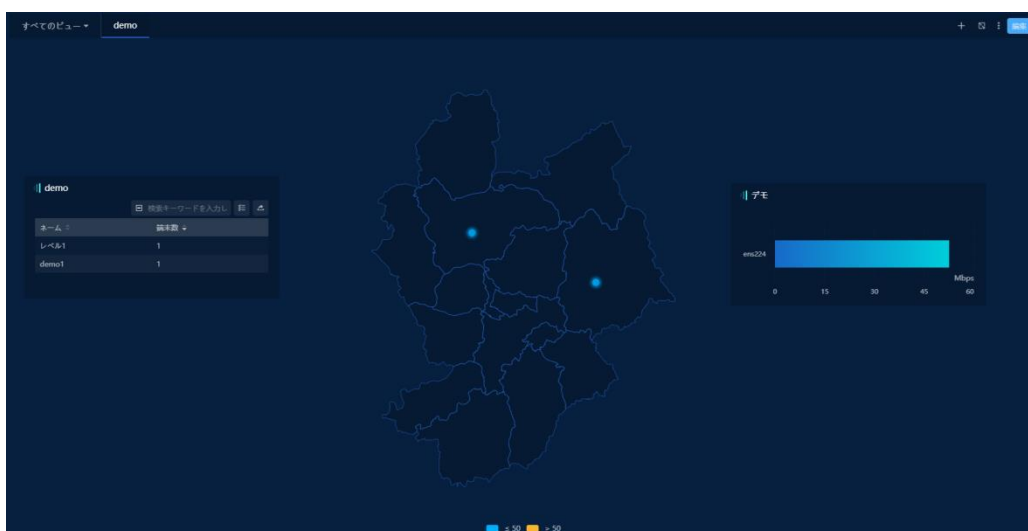 すべてのビュー demo 編集
demo
検索キーワードを入力し
ネーム 端末数
レベル1 1
demo1 1
デモ
ens224
Mbps
0 15 30 45 60
≤ 50 > 50